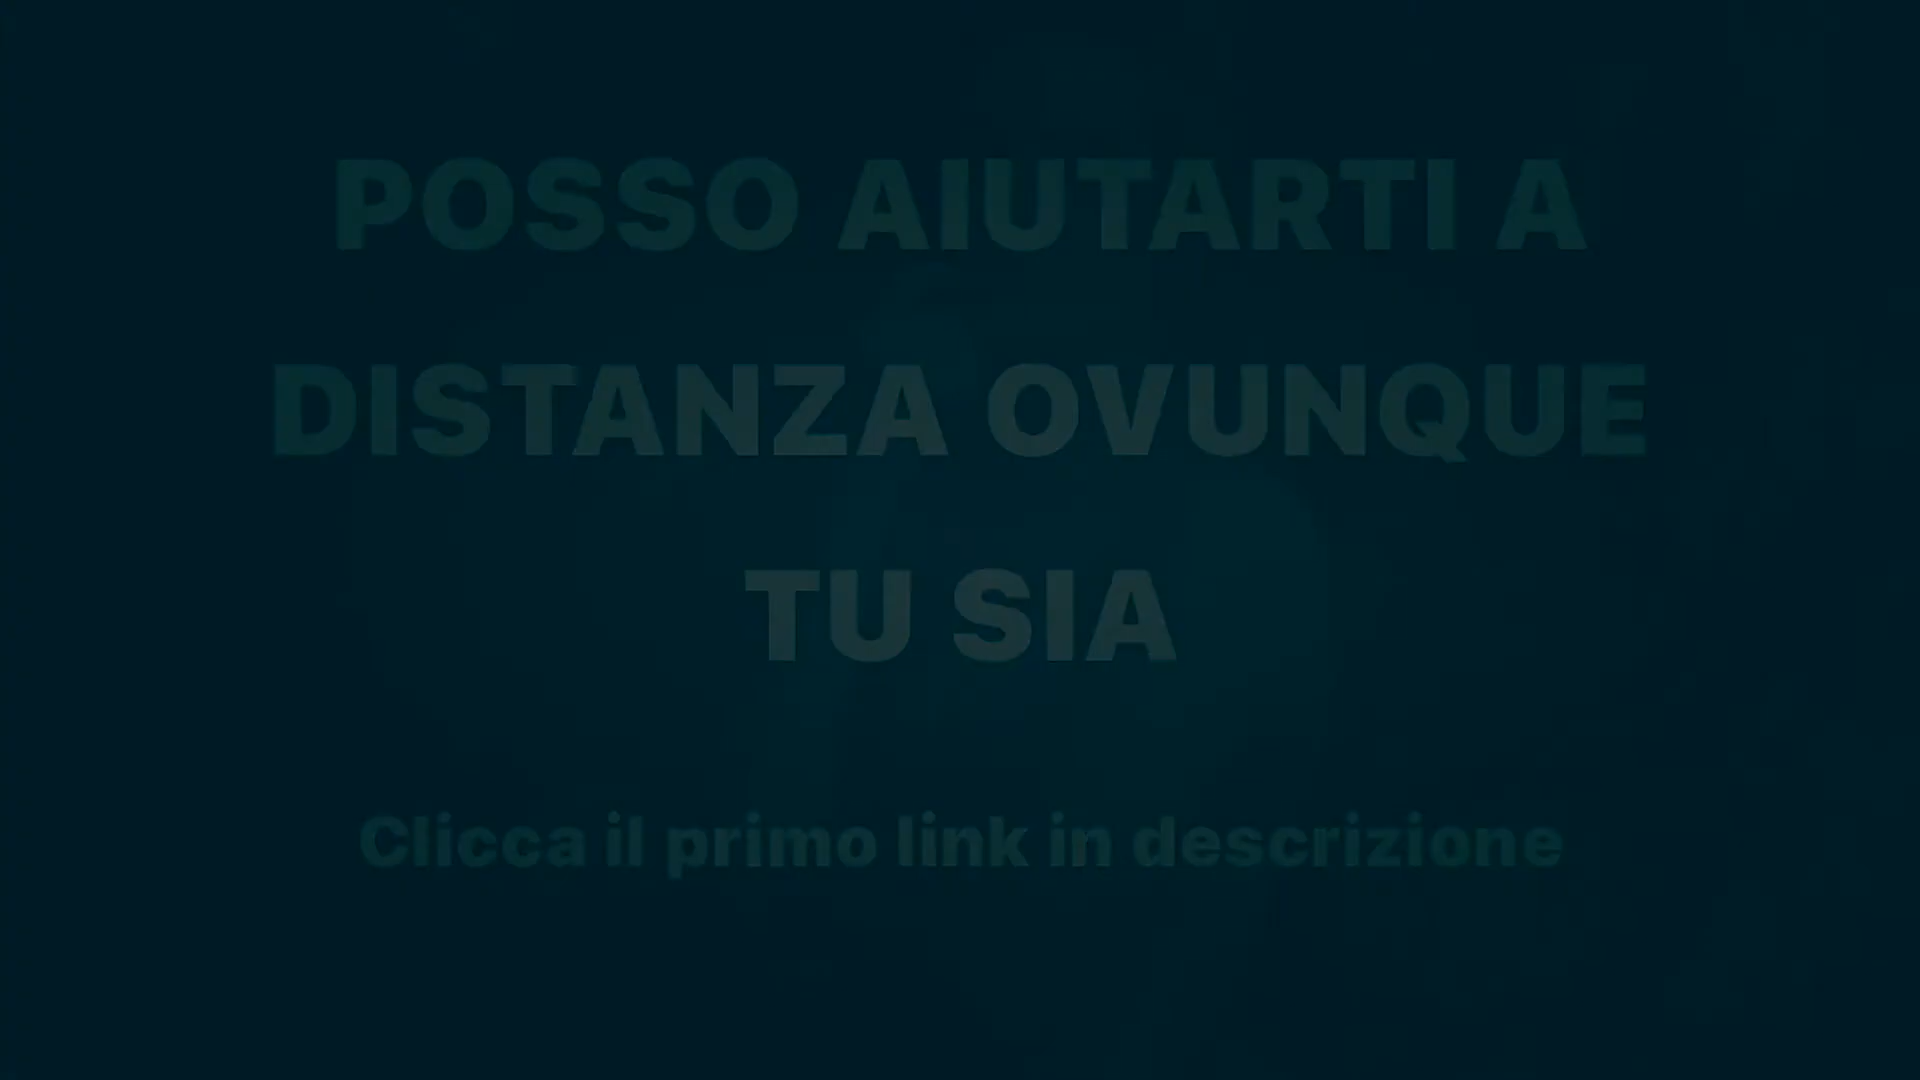 POSSO AIUTARTI A
DISTANZA OVUNQUE
TU SIA
Clicca il primo link in descrizione